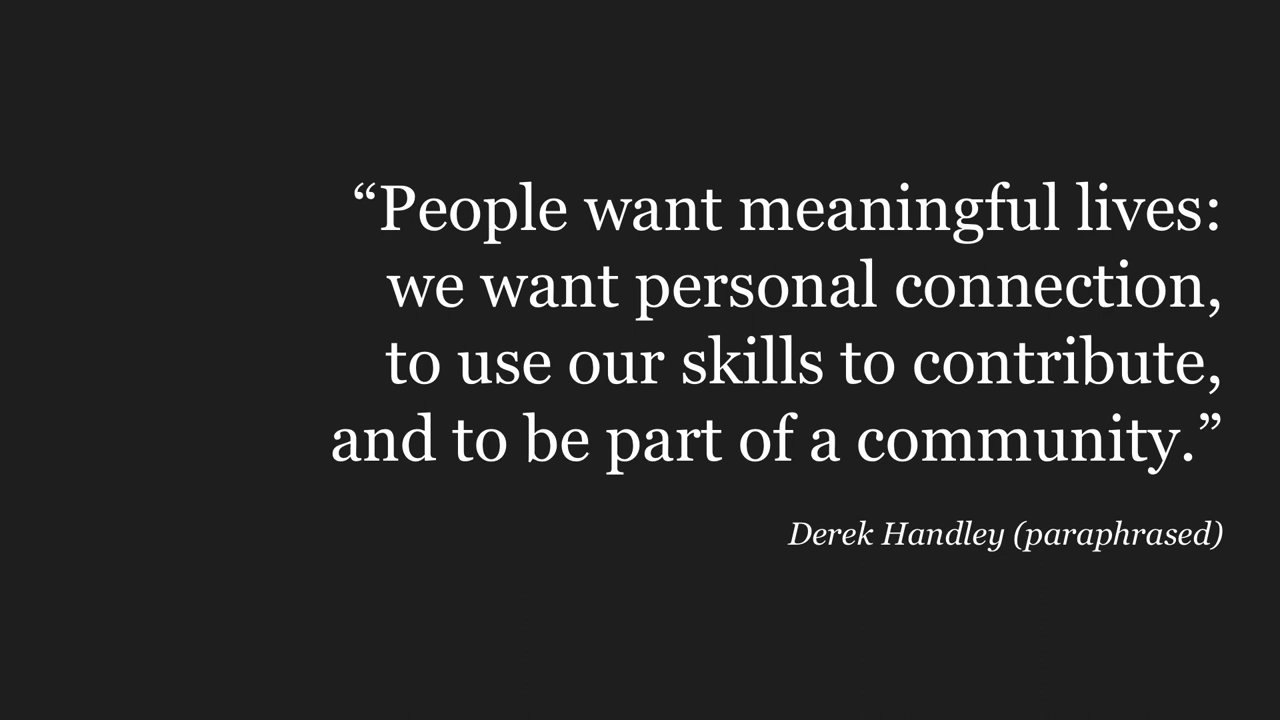 “People want meaningful lives:
we want personal connection,
to use our skills to contribute,
and to be part of a community.”
Derek Handley (paraphrased)